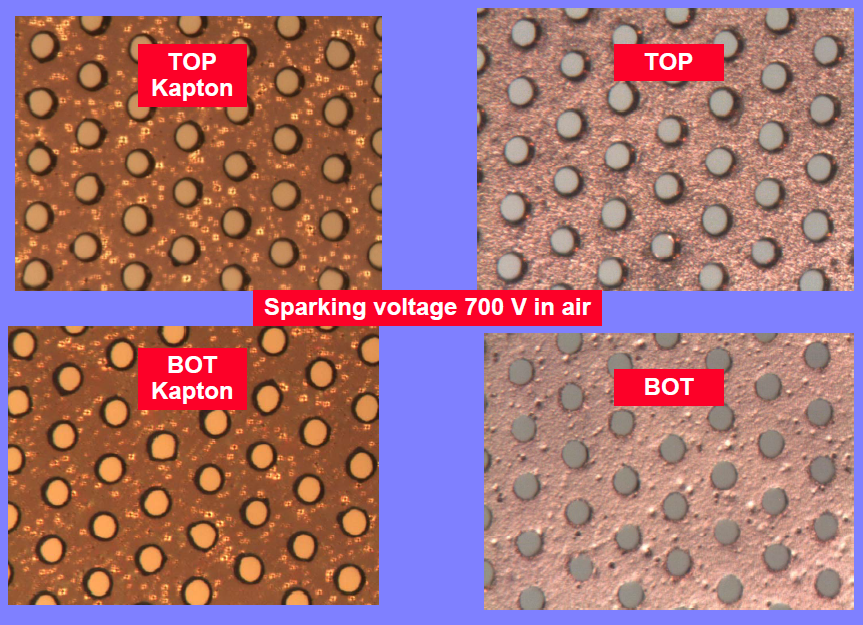 TOP
Kapton
TOP
Sparking voltage 700 V in air
BOT
Kapton
BOT